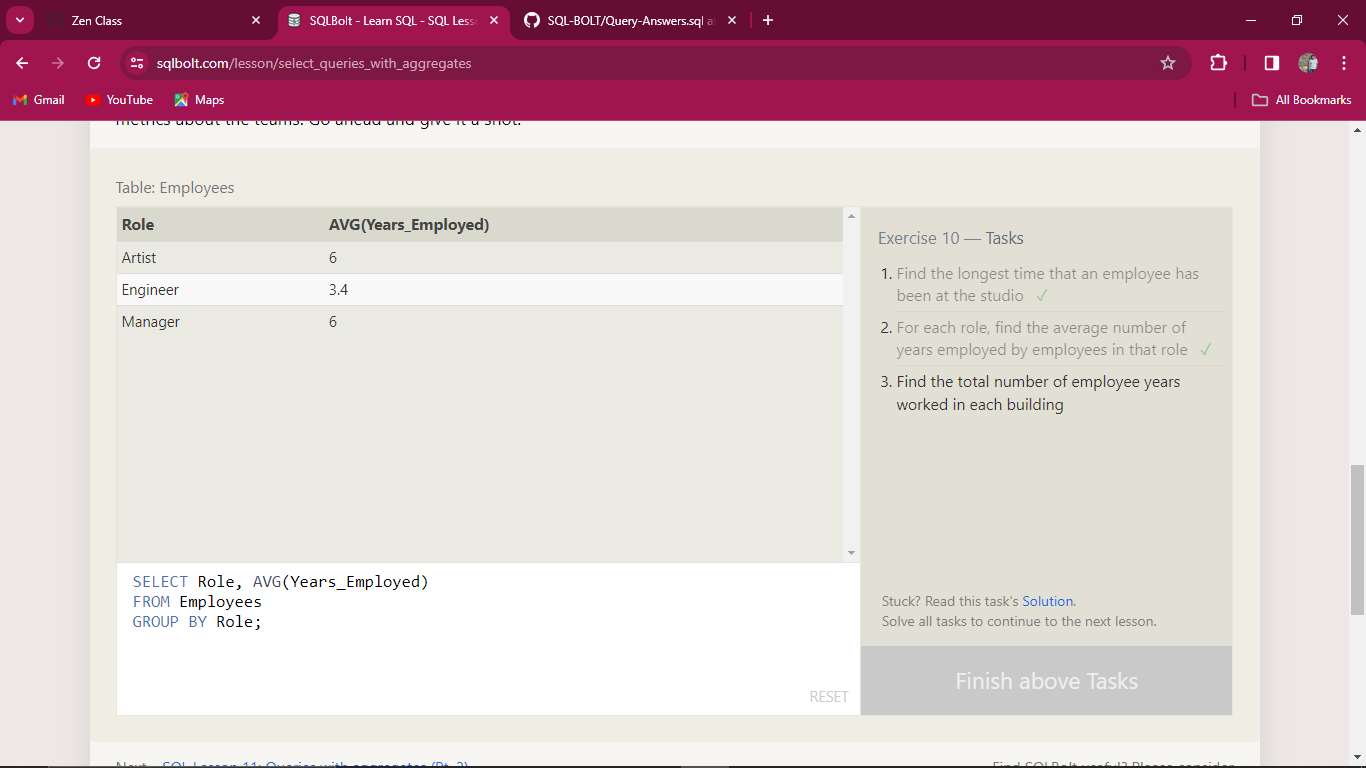 Zen Class
SQLBolt - Learn SQL - SQL Less
SQL-BOLT/Query-Answers.sql a
sqlbolt.com/lesson/select_queries_with_aggregates
Gmail
YouTube
Maps
All Bookmarks
metrics about the teams. Go ahead and give it a shot.
Table: Employees
Role AVG(Years_Employed)
Artist 6
Engineer 3.4
Manager 6
SELECT Role, AVG(Years_Employed)
FROM Employees
GROUP BY Role;
RESET
Exercise 10 — Tasks
1. Find the longest time that an employee has
been at the studio ✓
2. For each role, find the average number of
years employed by employees in that role ✓
3. Find the total number of employee years
worked in each building
Stuck? Read this task's Solution.
Solve all tasks to continue to the next lesson.
Finish above Tasks
Next – SQL Lesson 11: Queries with aggregates (Pt. 2)
Find SQLBolt useful? Please consider